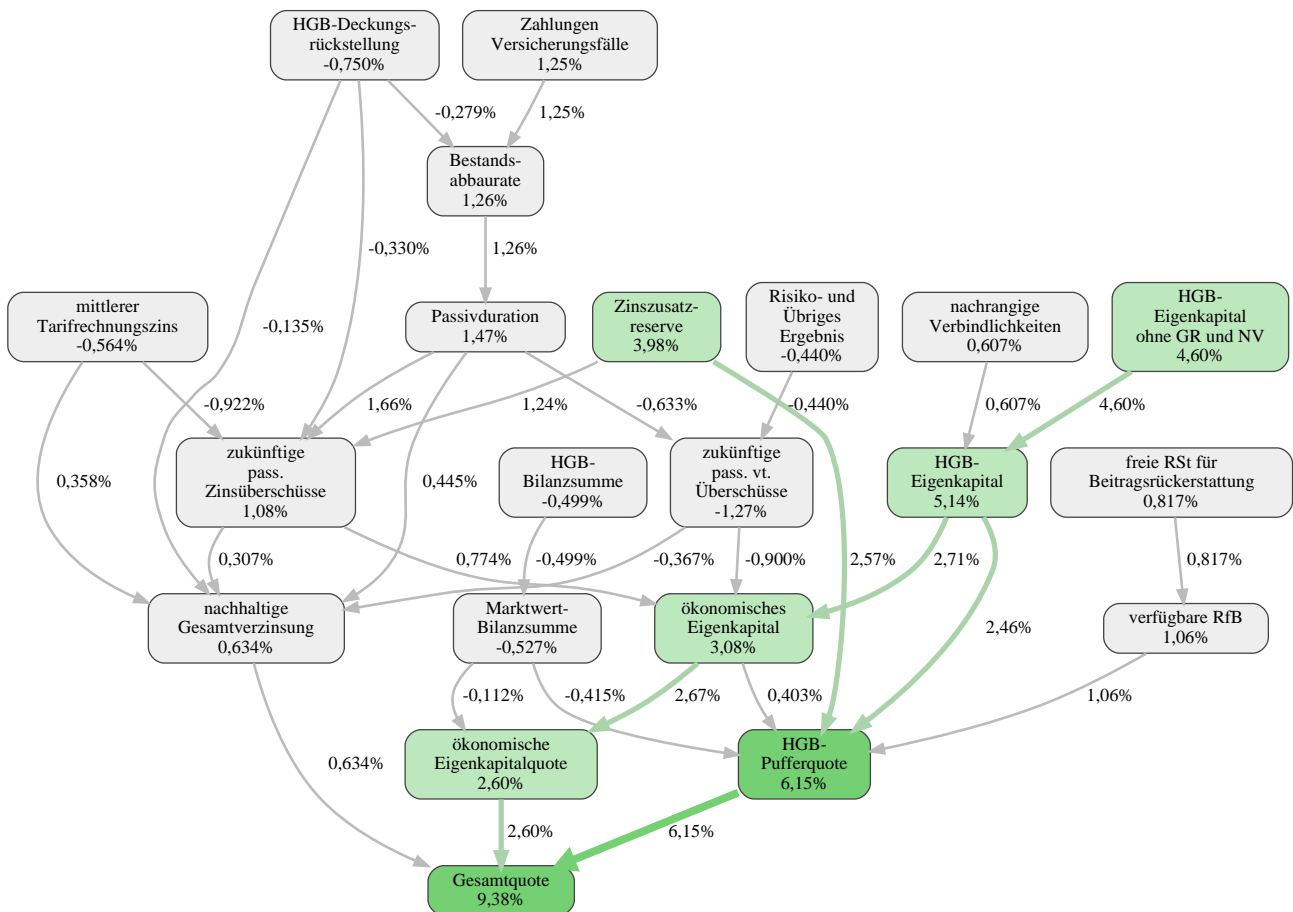 HGB-Deckungs-
rückstellung
-0,750%
Zahlungen
Versicherungsfälle
1,25%
-0,279%
1,25%
Bestands-
abbaurate
1,26%
-0,330%
1,26%
mittlerer
Tarifrechnungszins
-0,564%
-0,135%
Passivduration
1,47%
Zinszusatz-
reserve
3,98%
Risiko- und
Übriges
Ergebnis
-0,440%
nachrangige
Verbindlichkeiten
0,607%
HGB-
Eigenkapital
ohne GR und NV
4,60%
-0,922%
1,66%
1,24%
-0,633%
-0,440%
0,607%
4,60%
0,358%
zukünftige
pass.
Zinsüberschüsse
1,08%
0,445%
HGB-
Bilanzsumme
-0,499%
zukünftige
pass. vt.
Überschüsse
-1,27%
HGB-
Eigenkapital
5,14%
freie RSt für
Beitragsrückerstattung
0,817%
0,307%
0,774%
-0,499%
-0,367%
-0,900%
2,57%
2,71%
0,817%
nachhaltige
Gesamtverzinsung
0,634%
Marktwert-
Bilanzsumme
-0,527%
ökonomisches
Eigenkapital
3,08%
2,46%
verfügbare RfB
1,06%
-0,112%
-0,415%
2,67%
0,403%
1,06%
0,634%
ökonomische
Eigenkapitalquote
2,60%
HGB-
Pufferquote
6,15%
2,60%
6,15%
Gesamtquote
9,38%